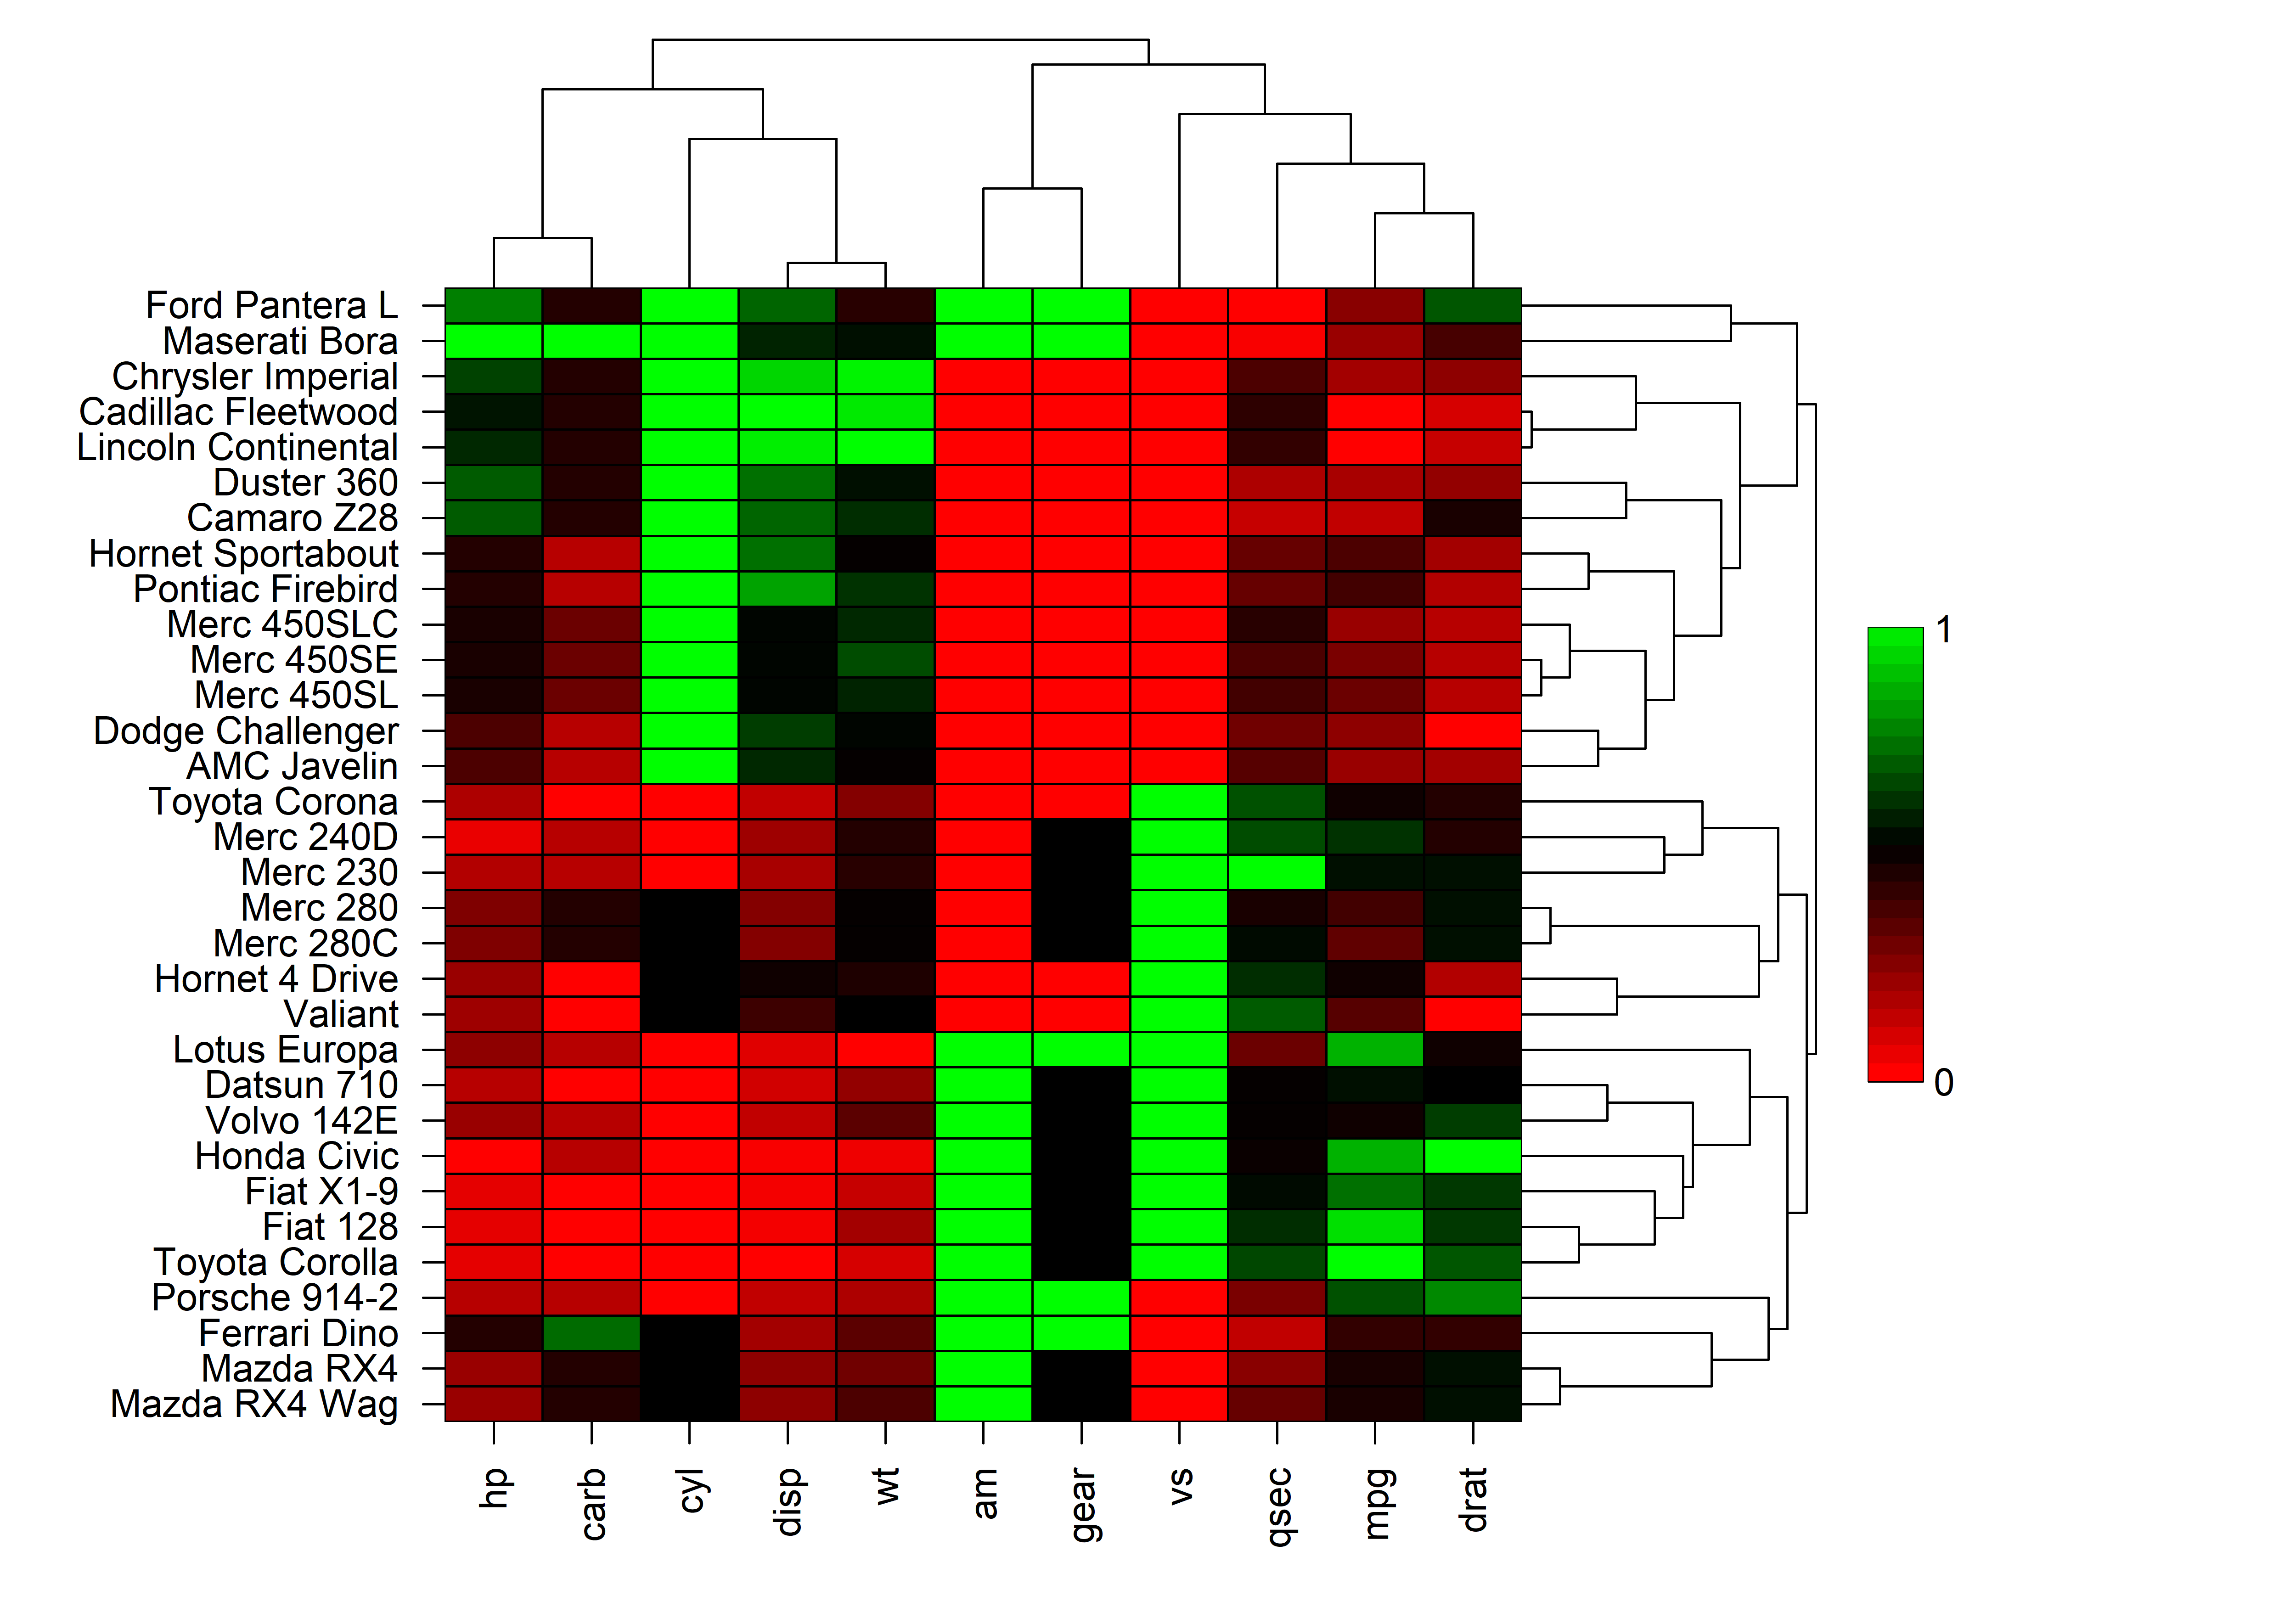 Ford Pantera L
Maserati Bora
Chrysler Imperial
Cadillac Fleetwood
Lincoln Continental
Duster 360
Camaro Z28
Hornet Sportabout
Pontiac Firebird
Merc 450SLC
Merc 450SE
Merc 450SL
Dodge Challenger
AMC Javelin
Toyota Corona
Merc 240D
Merc 230
Merc 280
Merc 280C
Hornet 4 Drive
Valiant
Lotus Europa
Datsun 710
Volvo 142E
Honda Civic
Fiat X1-9
Fiat 128
Toyota Corolla
Porsche 914-2
Ferrari Dino
Mazda RX4
Mazda RX4 Wag
hp
carb
cyl
disp
wt
am
gear
vs
qsec
mpg
drat
1
0